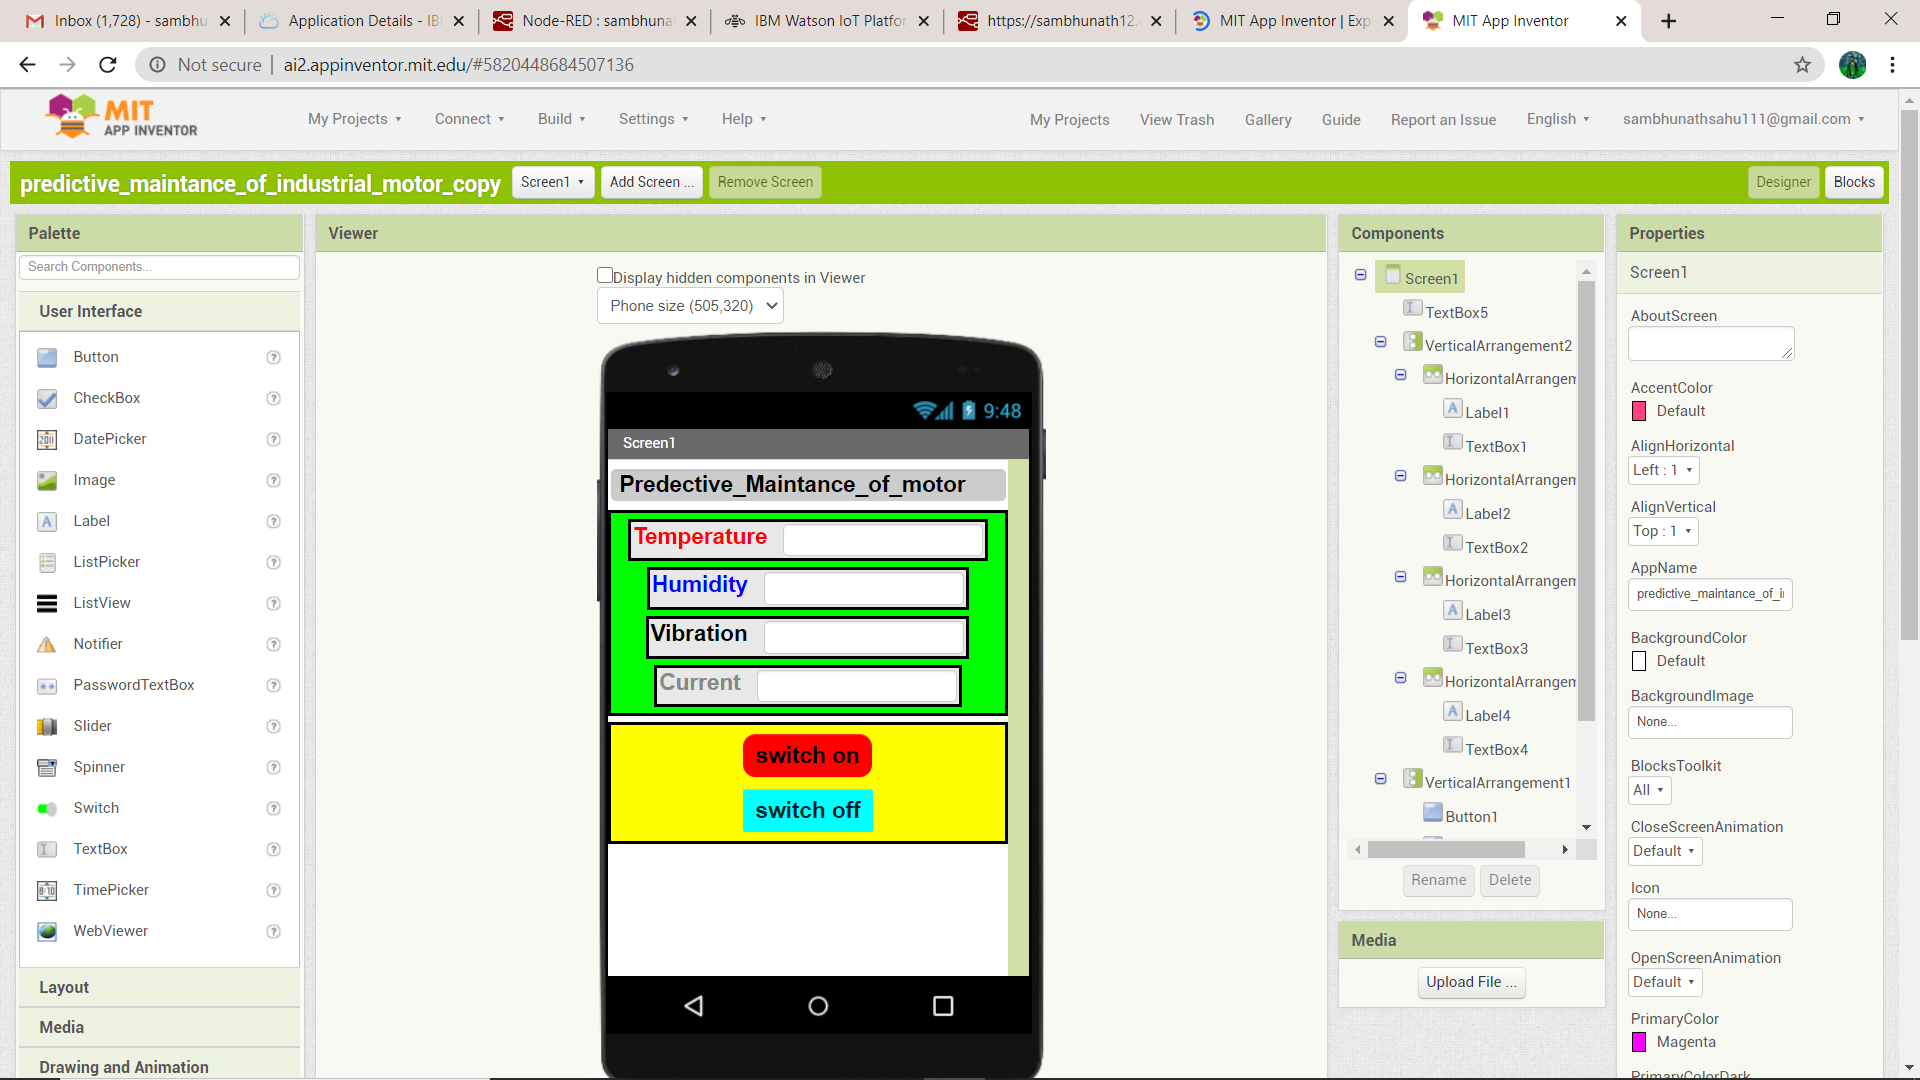 Inbox (1,728) - sambhu
Application Details - IB
Node-RED : sambhunat
IBM Watson IoT Platfor
https://sambhunath12.
MIT App Inventor | Exp
MIT App Inventor
Not secure
ai2.appinventor.mit.edu/#5820448684507136
MIT
APP INVENTOR
My Projects
Connect
Build
Settings
Help
My Projects
View Trash
Gallery
Guide
Report an Issue
English
sambhunathsahu111@gmail.com
predictive_maintance_of_industrial_motor_copy
Screen1
Add Screen ...
Remove Screen
Designer
Blocks
Palette
Search Components...
User Interface
Button
CheckBox
DatePicker
Image
Label
ListPicker
ListView
Notifier
PasswordTextBox
Slider
Spinner
Switch
TextBox
TimePicker
WebViewer
Layout
Media
Drawing and Animation
Viewer
Display hidden components in Viewer
Phone size (505,320)
9:48
Screen1
Predective_Maintance_of_motor
Temperature
Humidity
Vibration
Current
switch on
switch off
Components
Screen1
TextBox5
VerticalArrangement2
HorizontalArrangem
Label1
TextBox1
HorizontalArrangem
Label2
TextBox2
HorizontalArrangem
Label3
TextBox3
HorizontalArrangem
Label4
TextBox4
VerticalArrangement1
Button1
Rename
Delete
Media
Upload File ...
Properties
Screen1
AboutScreen
AccentColor
Default
AlignHorizontal
Left : 1
AlignVertical
Top : 1
AppName
predictive_maintance_of_i
BackgroundColor
Default
BackgroundImage
None...
BlocksToolkit
All
CloseScreenAnimation
Default
Icon
None...
OpenScreenAnimation
Default
PrimaryColor
Magenta
PrimaryColorDark